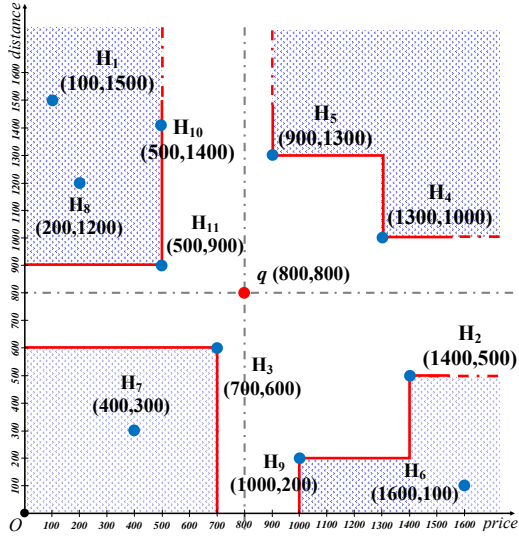 distance
H1
(100,1500)
H10
(500,1400)
H5
(900,1300)
H8
(200,1200)
H4
(1300,1000)
H11
(500,900)
q (800,800)
H3
(700,600)
H2
(1400,500)
H7
(400,300)
H9
(1000,200)
H6
(1600,100)
1600
1500
1400
1300
1200
1100
1000
900
800
700
600
500
400
300
200
100
O 100 200 300 400 500 600 700 800 900 1000 1100 1200 1300 1400 1500 1600 price